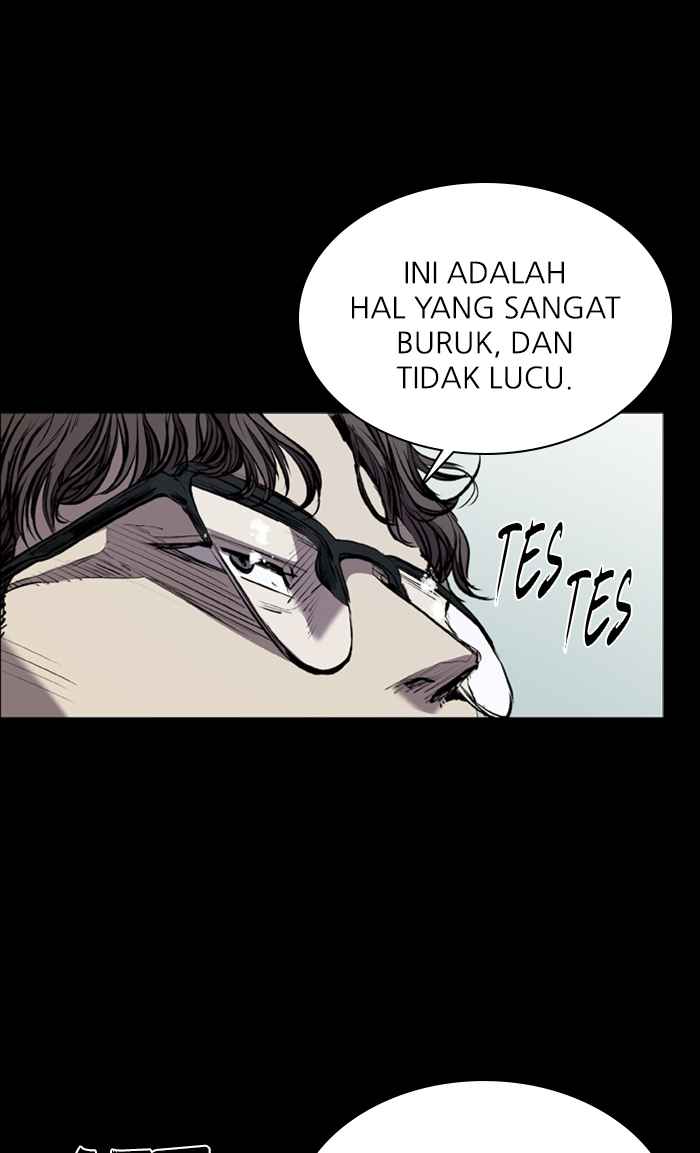 INI ADALAH
HAL YANG SANGAT
BURUK, DAN
TIDAK LUCU.
TES
TES